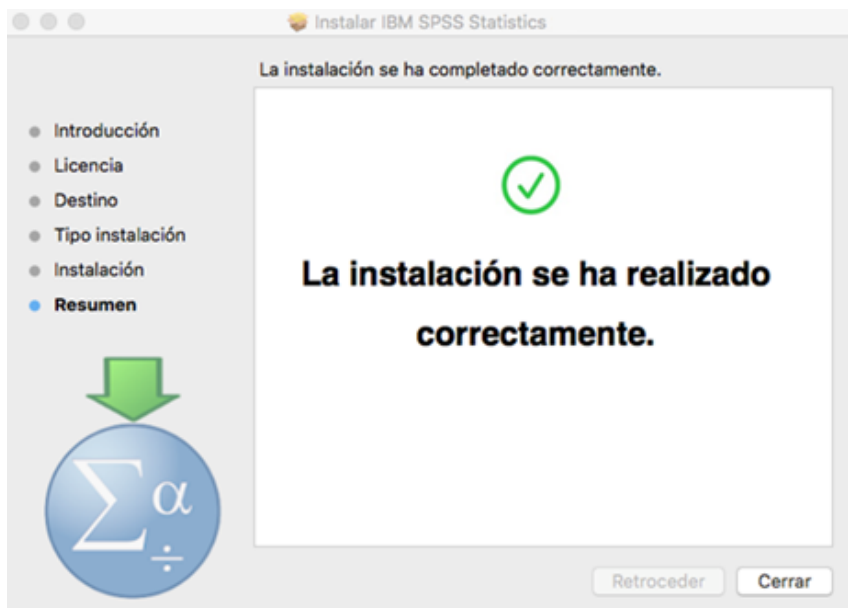 Instalar IBM SPSS Statistics
La instalación se ha completado correctamente.
Introducción
Licencia
Destino
Tipo instalación
Instalación
Resumen
La instalación se ha realizado
correctamente.
Σα
÷
Retroceder
Cerrar